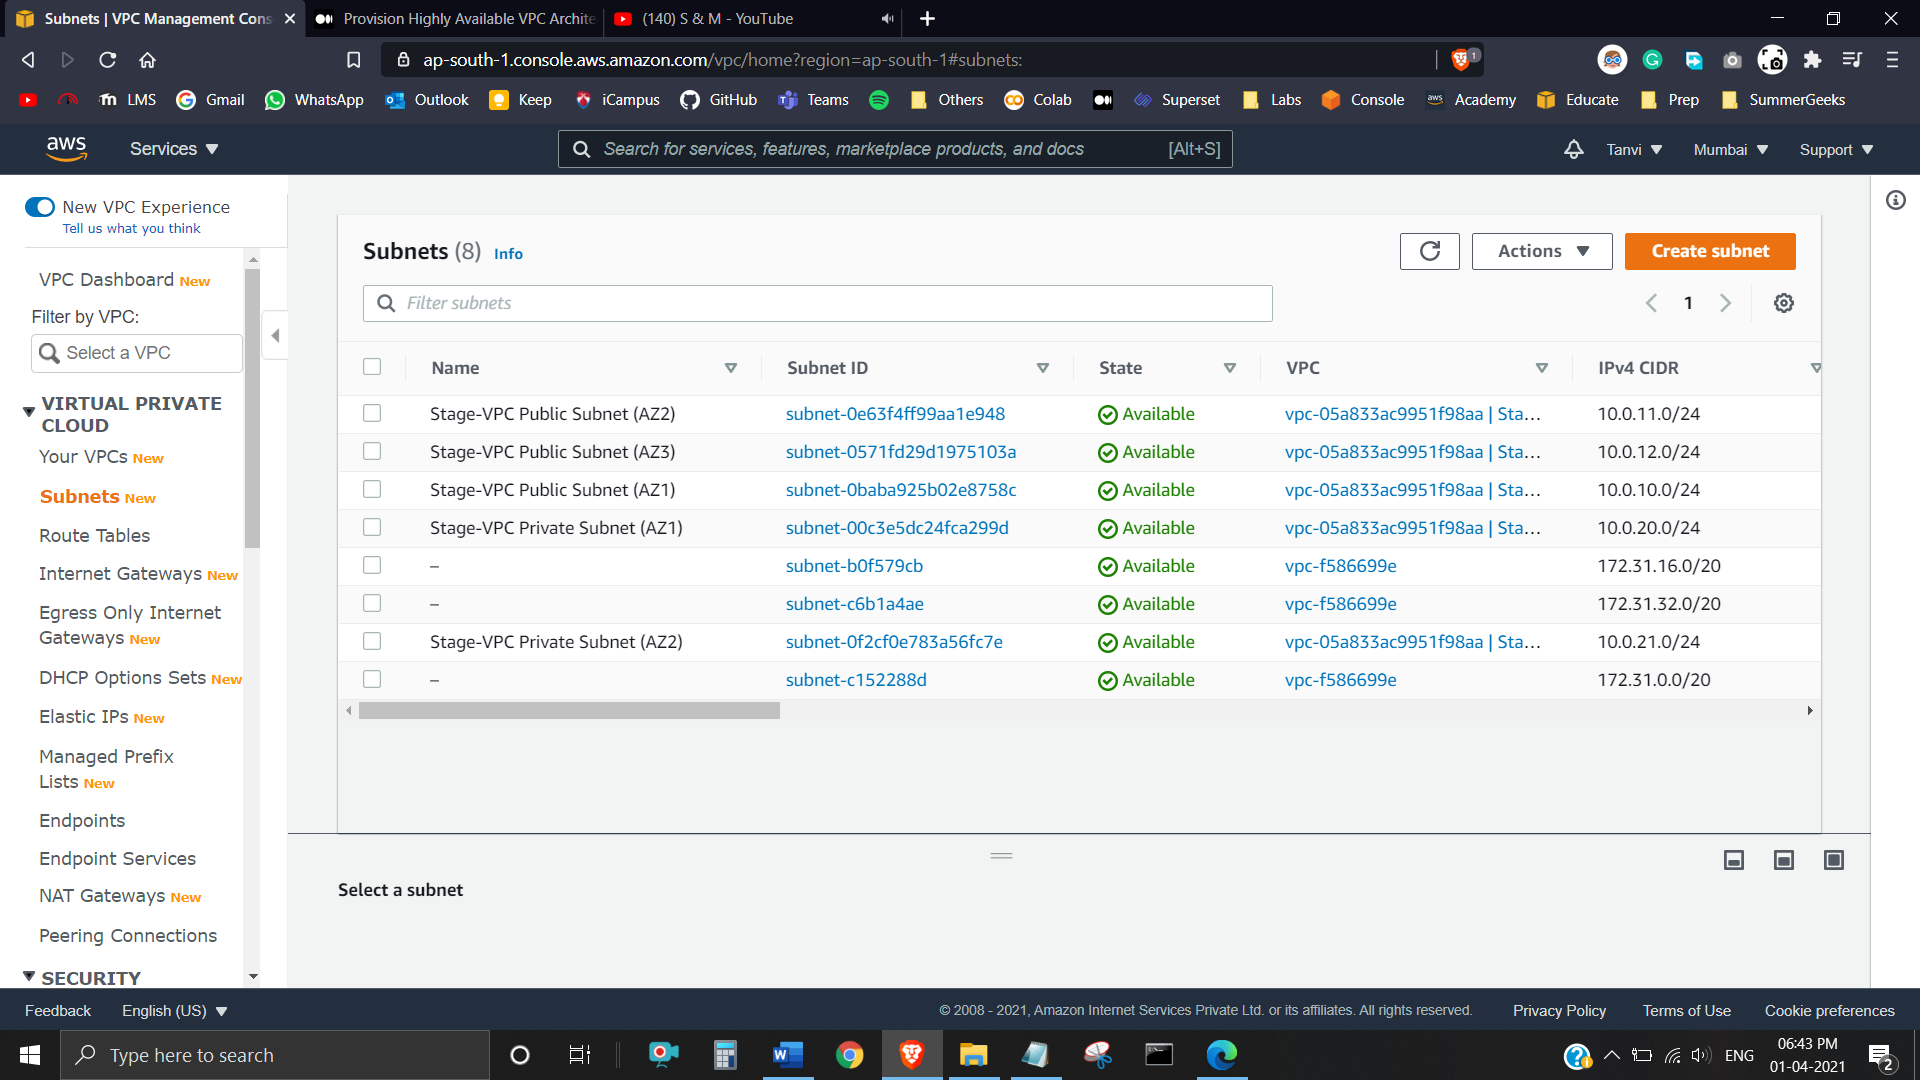 Subnets | VPC Management Cons
Provision Highly Available VPC Archite
(140) S & M - YouTube
ap-south-1.console.aws.amazon.com/vpc/home?region=ap-south-1#subnets:
1
LMS
Gmail
WhatsApp
Outlook
Keep
iCampus
GitHub
Teams
Others
Colab
Superset
Labs
Console
aws
Academy
Educate
Prep
SummerGeeks
aws
Services
Search for services, features, marketplace products, and docs
[Alt+S]
Tanvi
Mumbai
Support
New VPC Experience
Tell us what you think
VPC Dashboard New
Filter by VPC:
Select a VPC
VIRTUAL PRIVATE
CLOUD
Your VPCs New
Subnets New
Route Tables
Internet Gateways New
Egress Only Internet
Gateways New
DHCP Options Sets New
Elastic IPs New
Managed Prefix
Lists New
Endpoints
Endpoint Services
NAT Gateways New
Peering Connections
SECURITY
Subnets (8) Info
Actions
Create subnet
Filter subnets
1
Name Subnet ID State VPC IPv4 CIDR
Stage-VPC Public Subnet (AZ2) subnet-0e63f4ff99aa1e948 Available vpc-05a833ac9951f98aa | Sta... 10.0.11.0/24
Stage-VPC Public Subnet (AZ3) subnet-0571fd29d1975103a Available vpc-05a833ac9951f98aa | Sta... 10.0.12.0/24
Stage-VPC Public Subnet (AZ1) subnet-0baba925b02e8758c Available vpc-05a833ac9951f98aa | Sta... 10.0.10.0/24
Stage-VPC Private Subnet (AZ1) subnet-00c3e5dc24fca299d Available vpc-05a833ac9951f98aa | Sta... 10.0.20.0/24
– subnet-b0f579cb Available vpc-f586699e 172.31.16.0/20
– subnet-c6b1a4ae Available vpc-f586699e 172.31.32.0/20
Stage-VPC Private Subnet (AZ2) subnet-0f2cf0e783a56fc7e Available vpc-05a833ac9951f98aa | Sta... 10.0.21.0/24
– subnet-c152288d Available vpc-f586699e 172.31.0.0/20
Select a subnet
Feedback
English (US)
© 2008 - 2021, Amazon Internet Services Private Ltd. or its affiliates. All rights reserved.
Privacy Policy
Terms of Use
Cookie preferences
Type here to search
ENG
06:43 PM
01-04-2021
2